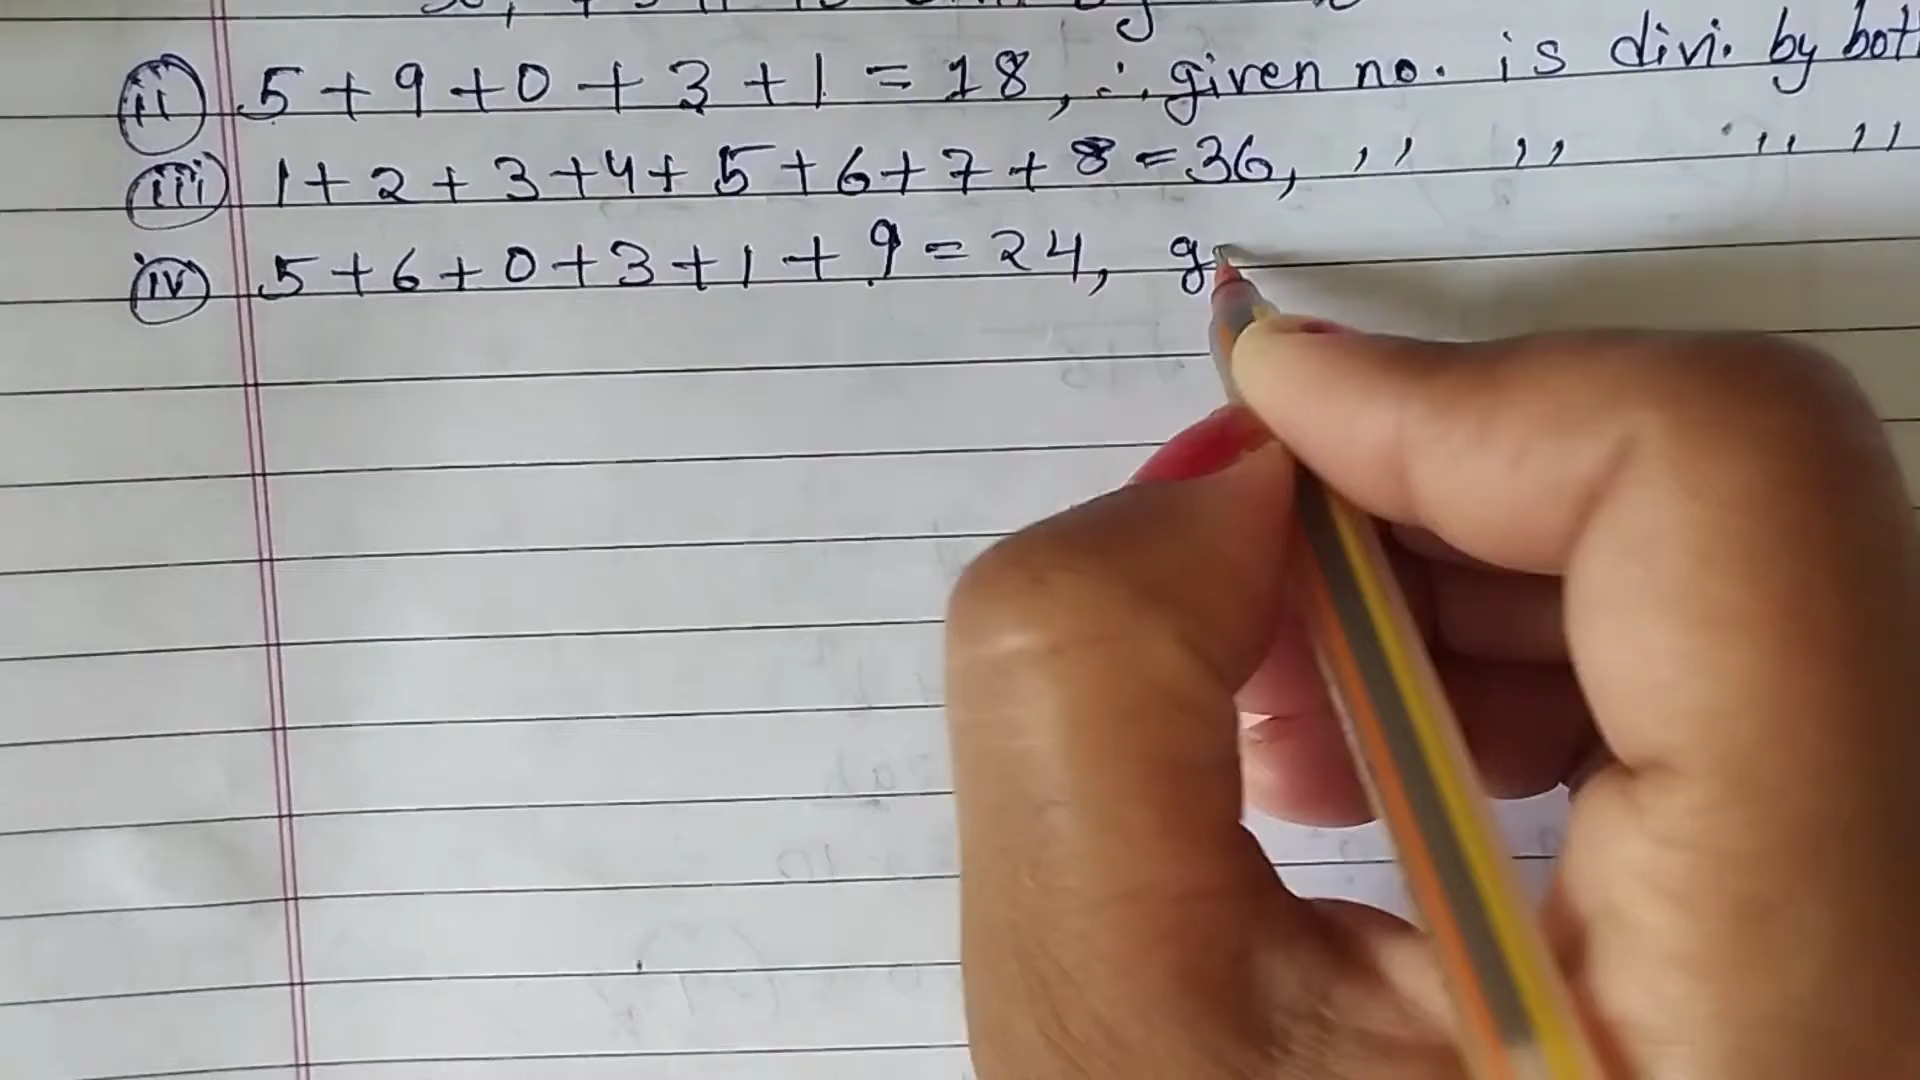 (ii) 5 + 9 + 0 + 3 + 1 = 18, ∴ given no. is divi. by bot
(iii) 1 + 2 + 3 + 4 + 5 + 6 + 7 + 8 = 36, ,, ,, ,, ,,
(iv) 5 + 6 + 0 + 3 + 1 + 9 = 24, g